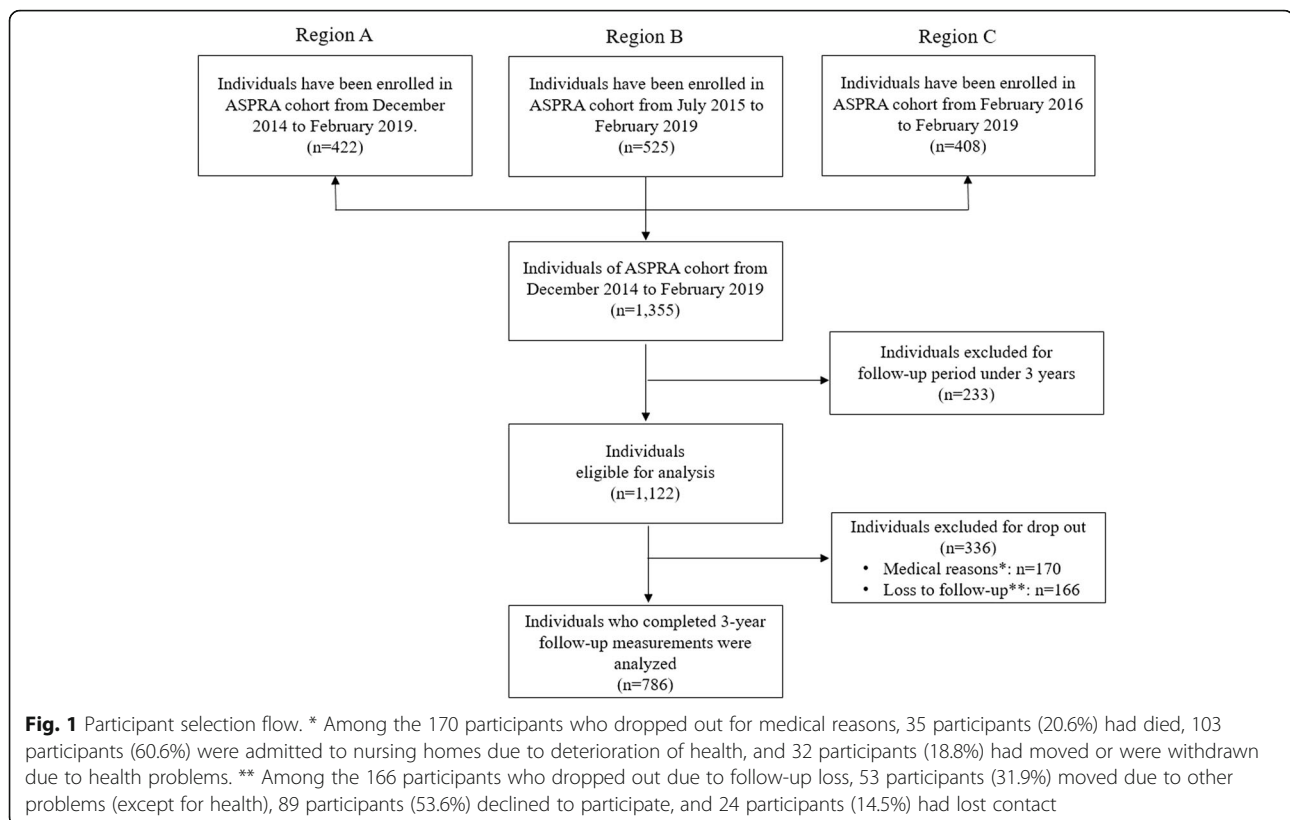 Region A
Region B
Region C
Individuals have been enrolled in
ASPRA cohort from December
2014 to February 2019.
(n=422)
Individuals have been enrolled in
ASPRA cohort from July 2015 to
February 2019
(n=525)
Individuals have been enrolled in
ASPRA cohort from February 2016
to February 2019
(n=408)
Individuals of ASPRA cohort from
December 2014 to February 2019
(n=1,355)
Individuals excluded for
follow-up period under 3 years
(n=233)
Individuals
eligible for analysis
(n=1,122)
Individuals excluded for drop out
(n=336)
• Medical reasons*: n=170
• Loss to follow-up**: n=166
Individuals who completed 3-year
follow-up measurements were
analyzed
(n=786)
Fig. 1 Participant selection flow. * Among the 170 participants who dropped out for medical reasons, 35 participants (20.6%) had died, 103
participants (60.6%) were admitted to nursing homes due to deterioration of health, and 32 participants (18.8%) had moved or were withdrawn
due to health problems. ** Among the 166 participants who dropped out due to follow-up loss, 53 participants (31.9%) moved due to other
problems (except for health), 89 participants (53.6%) declined to participate, and 24 participants (14.5%) had lost contact